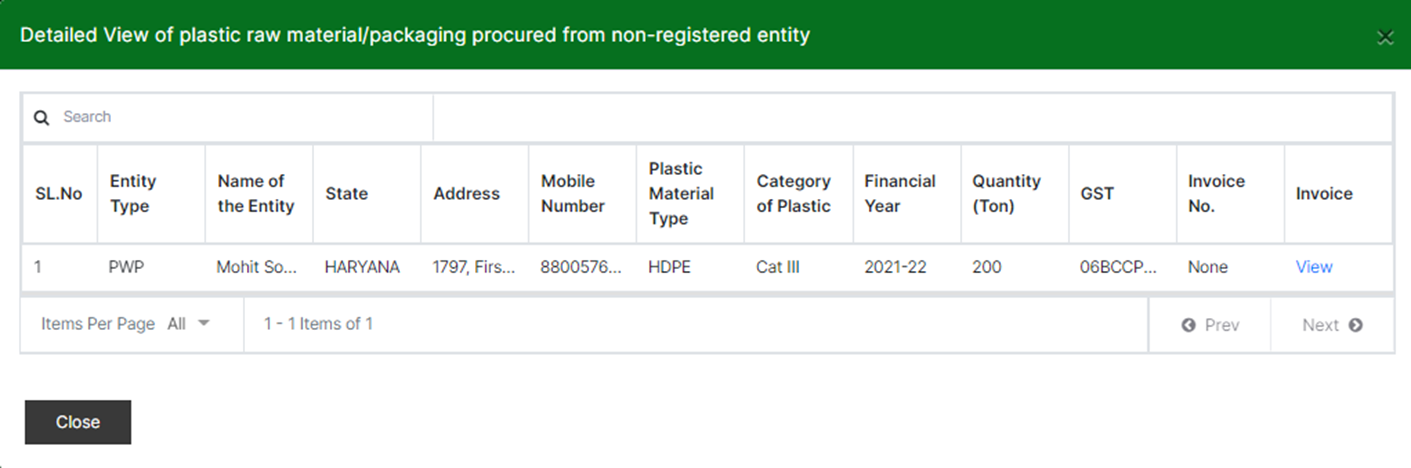 Detailed View of plastic raw material/packaging procured from non-registered entity
Search
SL.No Entity Type Name of the Entity State Address Mobile Number Plastic Material Type Category of Plastic Financial Year Quantity (Ton) GST Invoice No. Invoice
1 PWP Mohit So... HARYANA 1797, Firs... 8800576... HDPE Cat III 2021-22 200 06BCCP... None View
Items Per Page All 1 - 1 Items of 1 Prev Next
Close